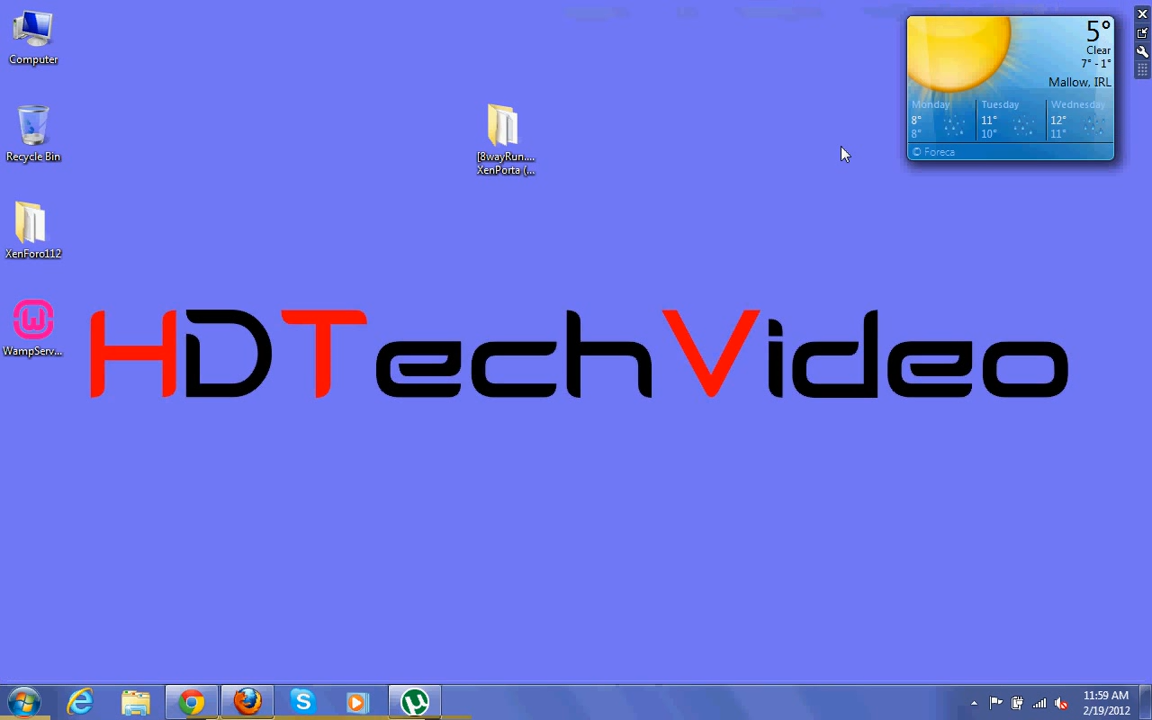 Computer
Recycle Bin
XenForo112
WampServ...
[8wayRun....
XenPorta (...
5°
Clear
7° - 1°
Mallow, IRL
Monday
8°
8°
Tuesday
11°
10°
Wednesday
12°
11°
© Foreca
HDTechVideo
11:59 AM
2/19/2012